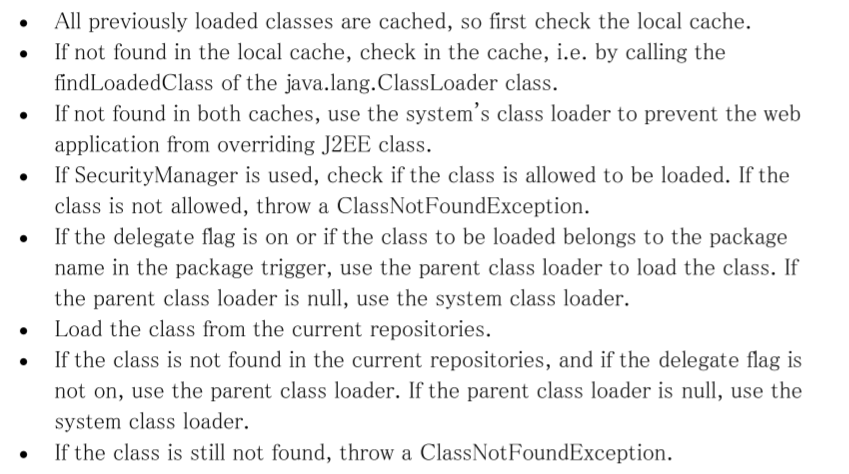 • All previously loaded classes are cached, so first check the local cache.
• If not found in the local cache, check in the cache, i.e. by calling the
findLoadedClass of the java.lang.ClassLoader class.
• If not found in both caches, use the system's class loader to prevent the web
application from overriding J2EE class.
• If SecurityManager is used, check if the class is allowed to be loaded. If the
class is not allowed, throw a ClassNotFoundException.
• If the delegate flag is on or if the class to be loaded belongs to the package
name in the package trigger, use the parent class loader to load the class. If
the parent class loader is null, use the system class loader.
• Load the class from the current repositories.
• If the class is not found in the current repositories, and if the delegate flag is
not on, use the parent class loader. If the parent class loader is null, use the
system class loader.
• If the class is still not found, throw a ClassNotFoundException.